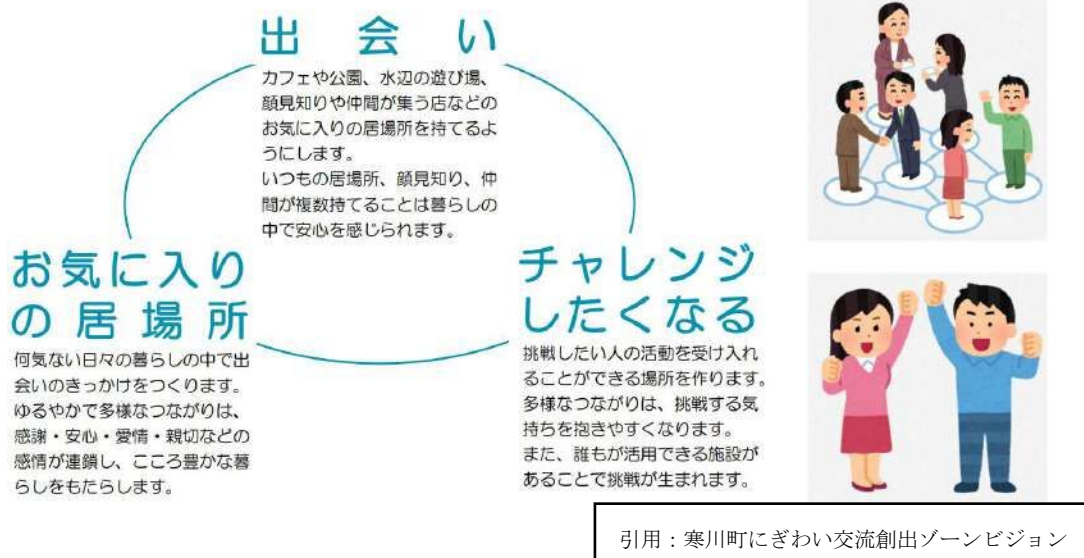 出会い
カフェや公園、水辺の遊び場、
顔見知りや仲間が集う店などの
お気に入りの居場所を持てるよ
うにします。
いつもの居場所、顔見知り、仲
間が複数持てることは暮らしの
中で安心を感じられます。
お気に入り
の居場所
何気ない日々の暮らしの中で出
会いのきっかけをつくります。
ゆるやかで多様なつながりは、
感謝・安心・愛情・親切などの
感情が連鎖し、こころ豊かな暮
らしをもたらします。
チャレンジ
したくなる
挑戦したい人の活動を受け入れ
ることができる場所を作ります。
多様なつながりは、挑戦する気
持ちを抱きやすくなります。
また、誰もが活用できる施設が
あることで挑戦が生まれます。
引用：寒川町にぎわい交流創出ゾーンビジョン